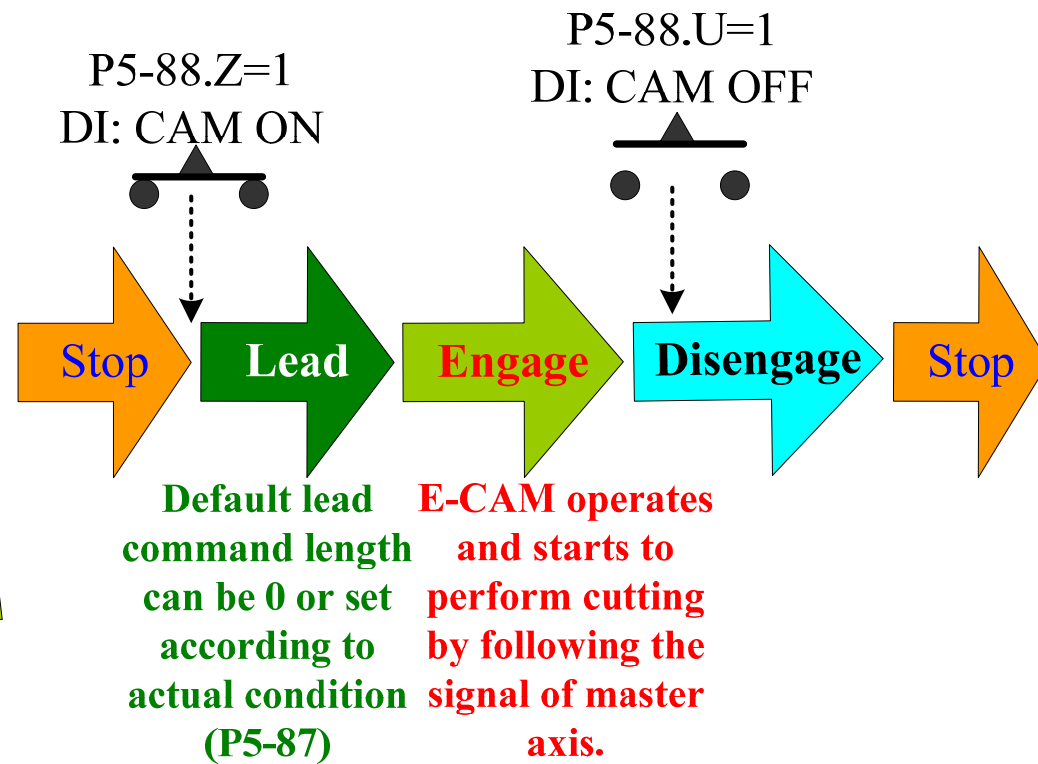 P5-88.Z=1
DI: CAM ON
P5-88.U=1
DI: CAM OFF
Stop
Lead
Engage
Disengage
Stop
Default lead
command length
can be 0 or set
according to
actual condition
(P5-87)
E-CAM operates
and starts to
perform cutting
by following the
signal of master
axis.